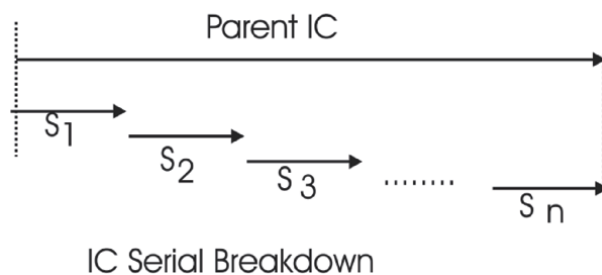 Parent IC
S1
S2
S3
........
Sn
IC Serial Breakdown